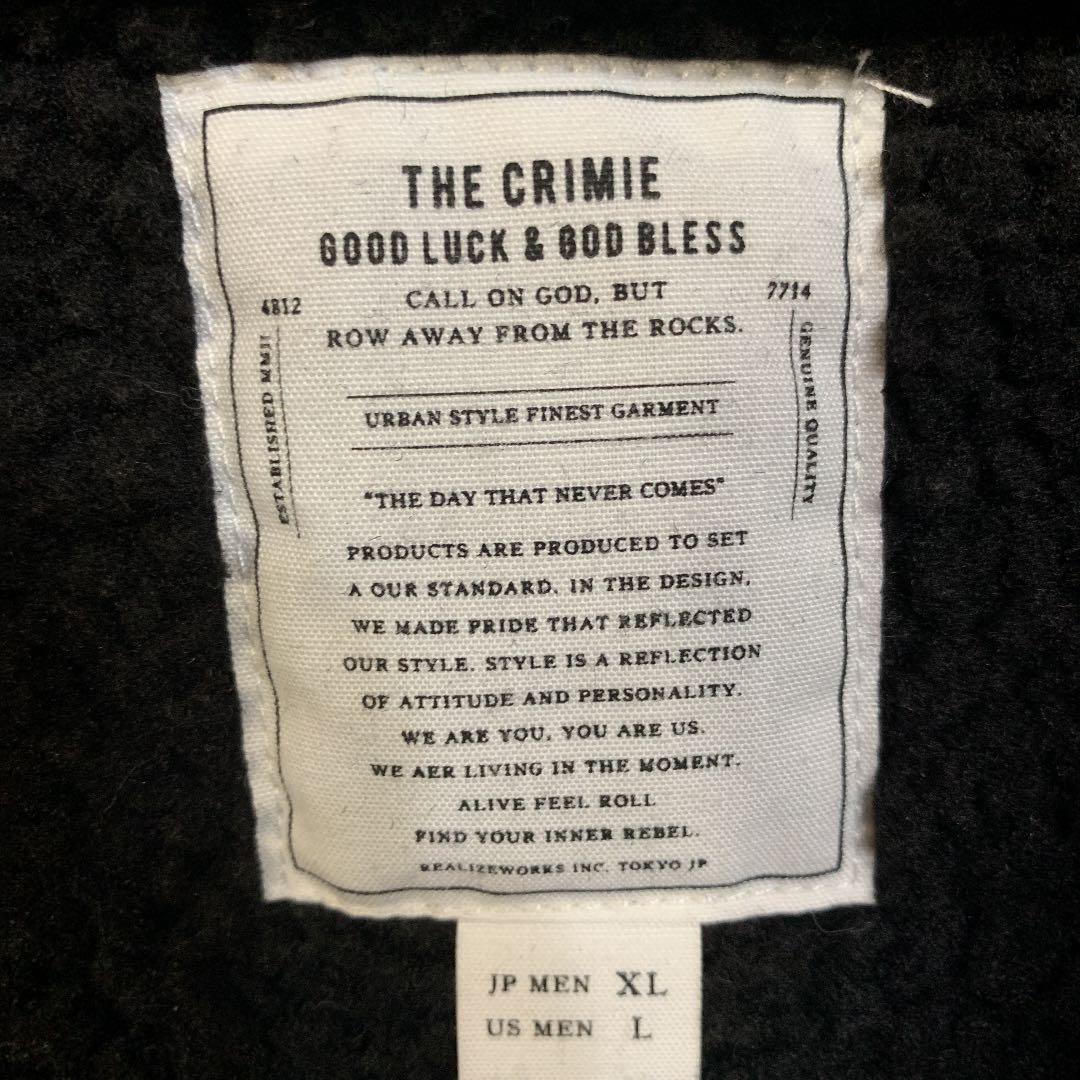 THE CRIMIE
GOOD LUCK & GOD BLESS
4812
CALL ON GOD, BUT
7714
ROW AWAY FROM THE ROCKS.
ESTABLISHED MMII
GENUINE QUALITY
URBAN STYLE FINEST GARMENT
"THE DAY THAT NEVER COMES"
PRODUCTS ARE PRODUCED TO SET
A OUR STANDARD. IN THE DESIGN,
WE MADE PRIDE THAT REFLECTED
OUR STYLE. STYLE IS A REFLECTION
OF ATTITUDE AND PERSONALITY.
WE ARE YOU, YOU ARE US.
WE AER LIVING IN THE MOMENT.
ALIVE FEEL ROLL
FIND YOUR INNER REBEL.
REALIZEWORKS INC. TOKYO JP
JP MEN XL
US MEN L